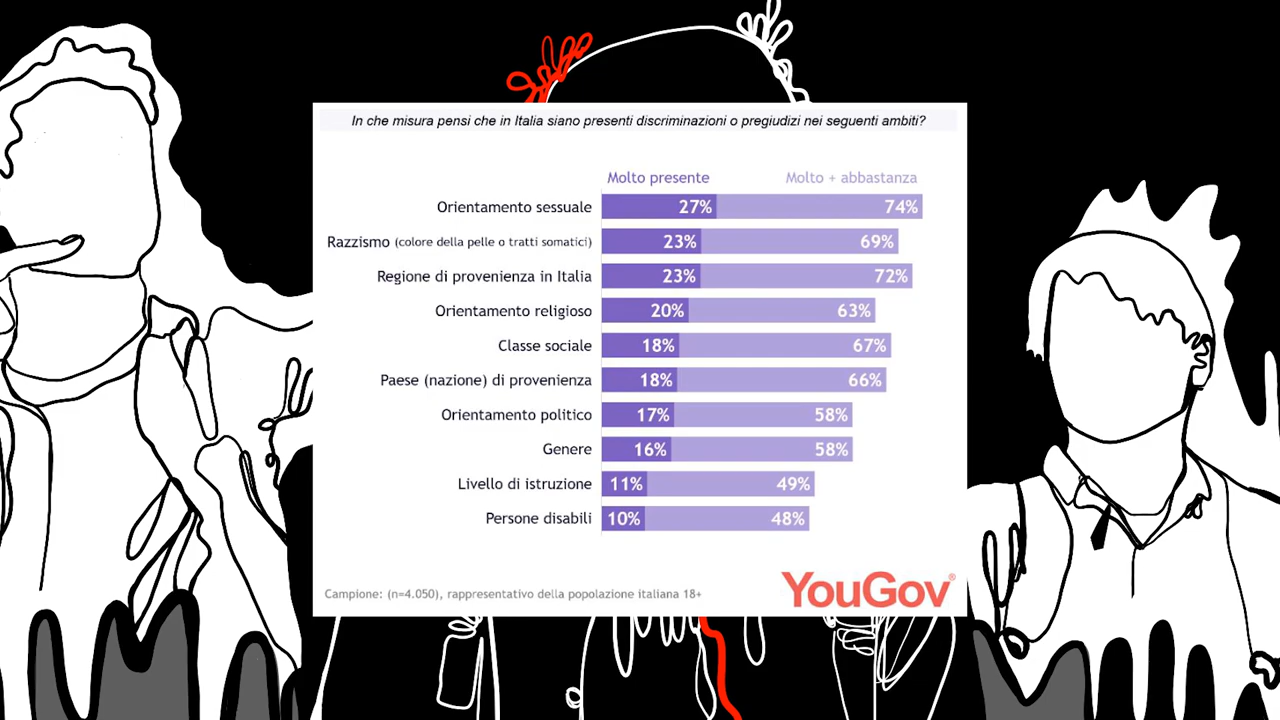 In che misura pensi che in Italia siano presenti discriminazioni o pregiudizi nei seguenti ambiti?
Molto presente Molto + abbastanza
Orientamento sessuale 27% 74%
Razzismo (colore della pelle o tratti somatici) 23% 69%
Regione di provenienza in Italia 23% 72%
Orientamento religioso 20% 63%
Classe sociale 18% 67%
Paese (nazione) di provenienza 18% 66%
Orientamento politico 17% 58%
Genere 16% 58%
Livello di istruzione 11% 49%
Persone disabili 10% 48%
Campione: (n=4.050), rappresentativo della popolazione italiana 18+
YouGov®